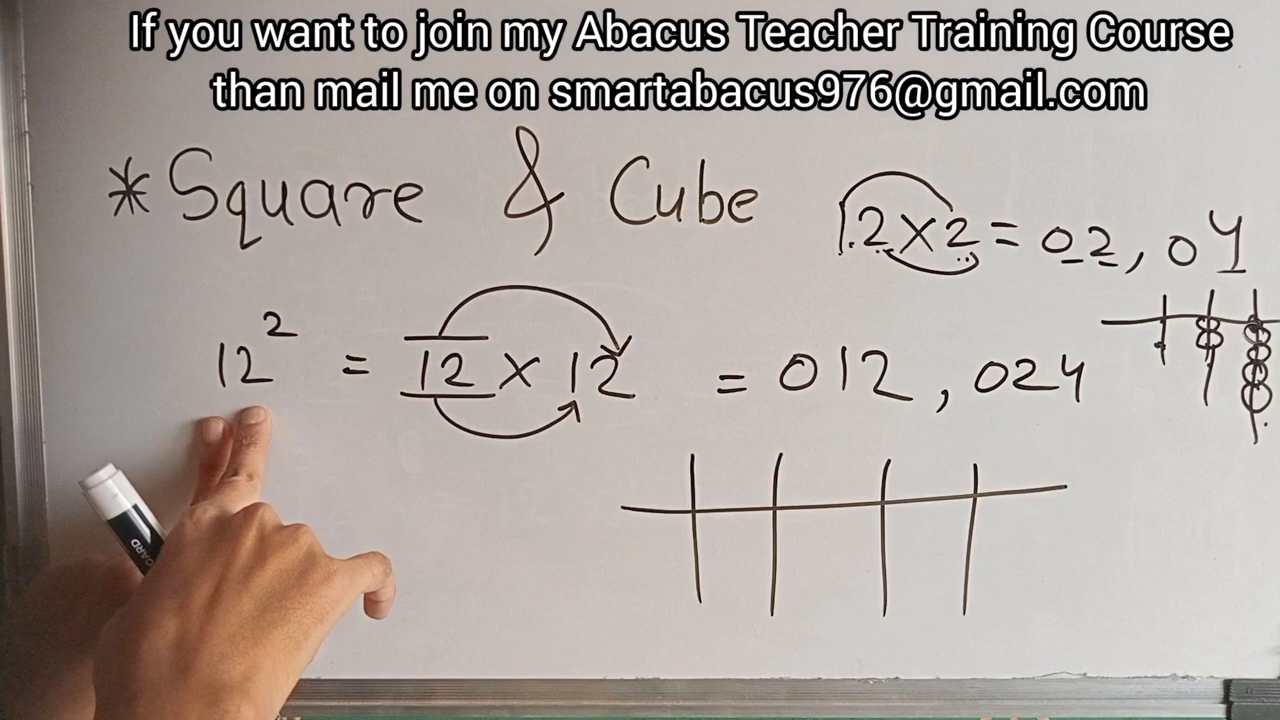 If you want to join my Abacus Teacher Training Course
than mail me on smartabacus976@gmail.com
*Square & Cube
12×2 = 02, 04
12² = 12 × 12 = 012, 024